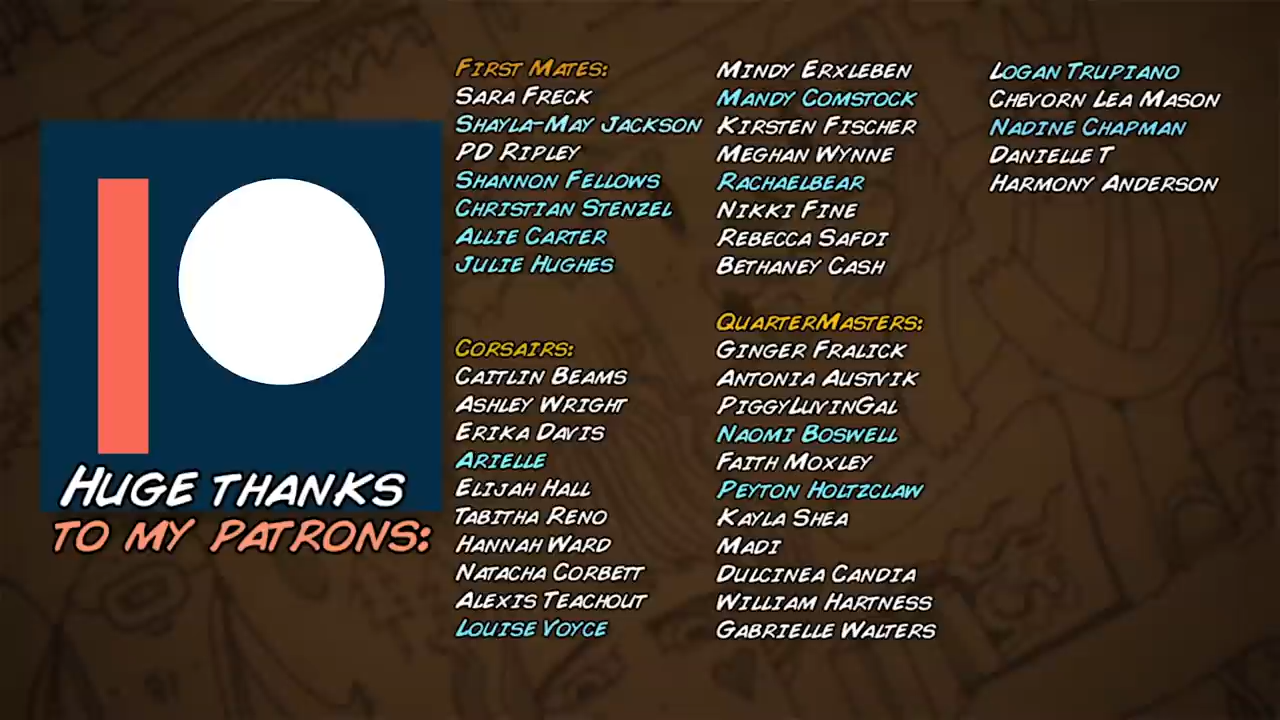 Huge thanks
to my patrons:
First Mates:
Sara Freck
Shayla-May Jackson
PD Ripley
Shannon Fellows
Christian Stenzel
Allie Carter
Julie Hughes
Corsairs:
Caitlin Beams
Ashley Wright
Erika Davis
Arielle
Elijah Hall
Tabitha Reno
Hannah Ward
Natacha Corbett
Alexis Teachout
Louise Voyce
Mindy Erxleben
Mandy Comstock
Kirsten Fischer
Meghan Wynne
Rachaelbear
Nikki Fine
Rebecca Safdi
Bethaney Cash
QuarterMasters:
Ginger Fralick
Antonia Austvik
PiggyLuvinGal
Naomi Boswell
Faith Moxley
Peyton Holtzclaw
Kayla Shea
Madi
Dulcinea Candia
William Hartness
Gabrielle Walters
Logan Trupiano
Chevorn Lea Mason
Nadine Chapman
Danielle T
Harmony Anderson